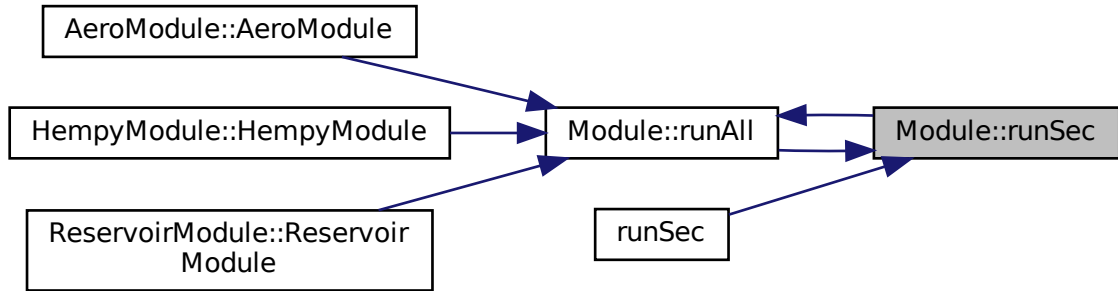 AeroModule::AeroModule
HempyModule::HempyModule
ReservoirModule::Reservoir
Module
Module::runAll
runSec
Module::runSec